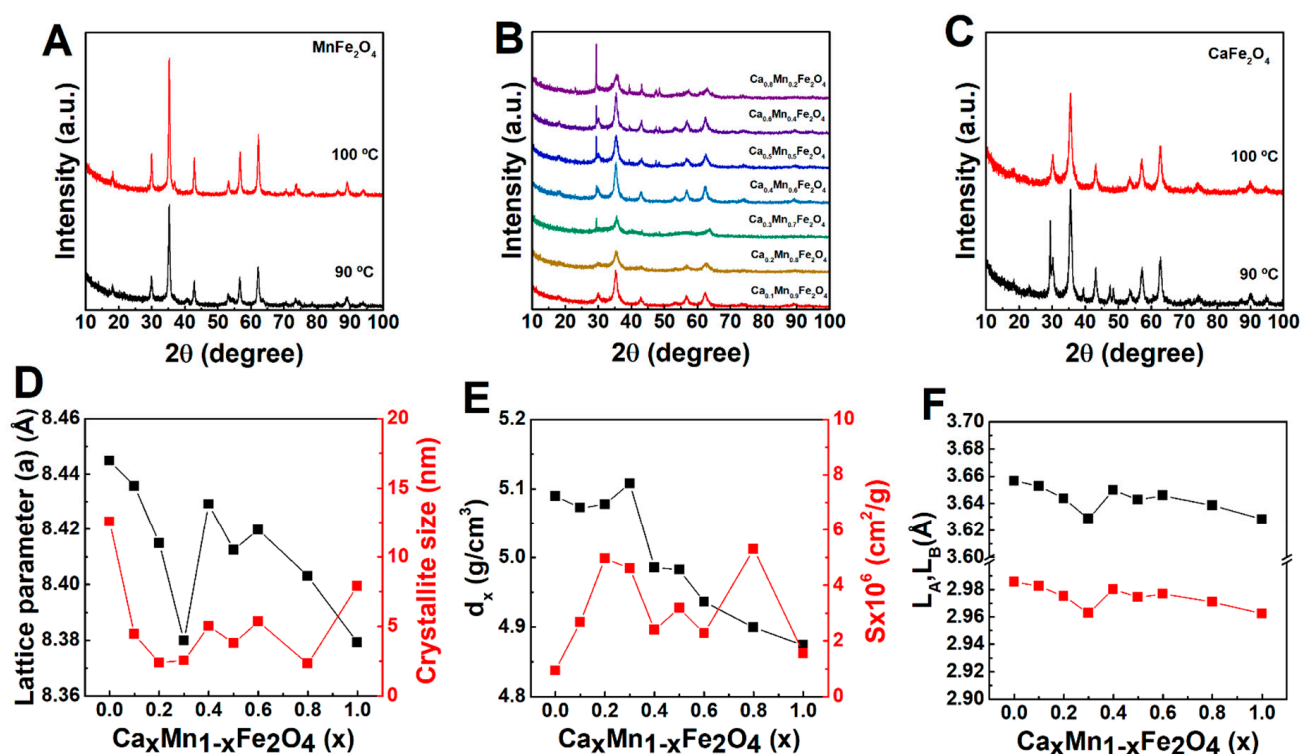 A
MnFe2O4
100 ºC
90 ºC
Intensity (a.u.)
10 20 30 40 50 60 70 80 90 100
2θ (degree)
B
Ca0.8Mn0.2Fe2O4
Ca0.6Mn0.4Fe2O4
Ca0.5Mn0.5Fe2O4
Ca0.4Mn0.6Fe2O4
Ca0.3Mn0.7Fe2O4
Ca0.2Mn0.8Fe2O4
Ca0.1Mn0.9Fe2O4
Intensity (a.u.)
10 20 30 40 50 60 70 80 90 100
2θ (degree)
C
CaFe2O4
100 ºC
90 ºC
Intensity (a.u.)
10 20 30 40 50 60 70 80 90 100
2θ (degree)
D
Lattice parameter (a) (Å)
8.46
8.44
8.42
8.40
8.38
8.36
Crystallite size (nm)
20
15
10
5
0
0.0 0.2 0.4 0.6 0.8 1.0
CaxMn1-xFe2O4 (x)
E
dx (g/cm3)
5.2
5.1
5.0
4.9
4.8
Sx10^6 (cm2/g)
10
8
6
4
2
0
0.0 0.2 0.4 0.6 0.8 1.0
CaxMn1-xFe2O4 (x)
F
LA,LB(Å)
3.70
3.68
3.66
3.64
3.62
3.60
2.98
2.96
2.94
2.92
2.90
0.0 0.2 0.4 0.6 0.8 1.0
CaxMn1-xFe2O4 (x)